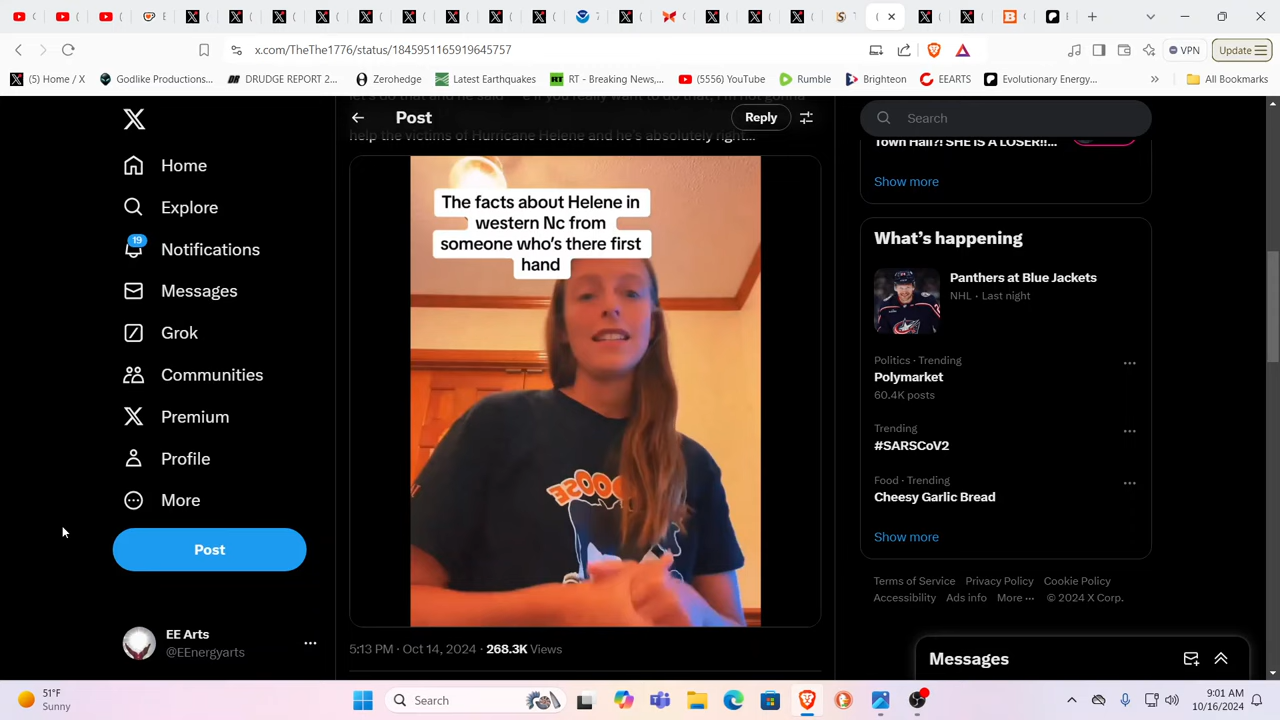 x.com/TheThe1776/status/1845951165919645757
VPN
Update
(5) Home / X
Godlike Productions...
DRUDGE REPORT 2...
Zerohedge
Latest Earthquakes
RT - Breaking News,...
(5556) YouTube
Rumble
Brighteon
EEARTS
Evolutionary Energy...
All Bookmarks
Home
Explore
19
Notifications
Messages
Grok
Communities
Premium
Profile
More
Post
EE Arts
@EEnergyarts
Post
Reply
help the victims of Hurricane Helene and he's absolutely right...
The facts about Helene in
western Nc from
someone who's there first
hand
5:13 PM · Oct 14, 2024 · 268.3K Views
Search
Town Hall?! SHE IS A LOSER!!...
Show more
What's happening
Panthers at Blue Jackets
NHL · Last night
Politics · Trending
Polymarket
60.4K posts
Trending
#SARSCoV2
Food · Trending
Cheesy Garlic Bread
Show more
Terms of Service Privacy Policy Cookie Policy
Accessibility Ads info More ··· © 2024 X Corp.
Messages
51°F
Sunny
Search
9:01 AM
10/16/2024